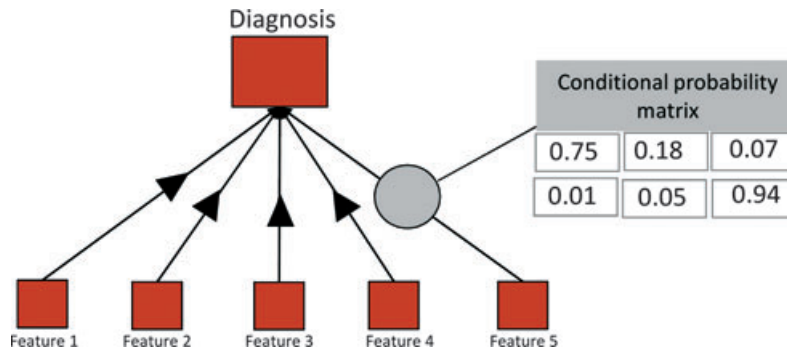 Diagnosis
Conditional probability
matrix
0.75 0.18 0.07
0.01 0.05 0.94
Feature 1 Feature 2 Feature 3 Feature 4 Feature 5